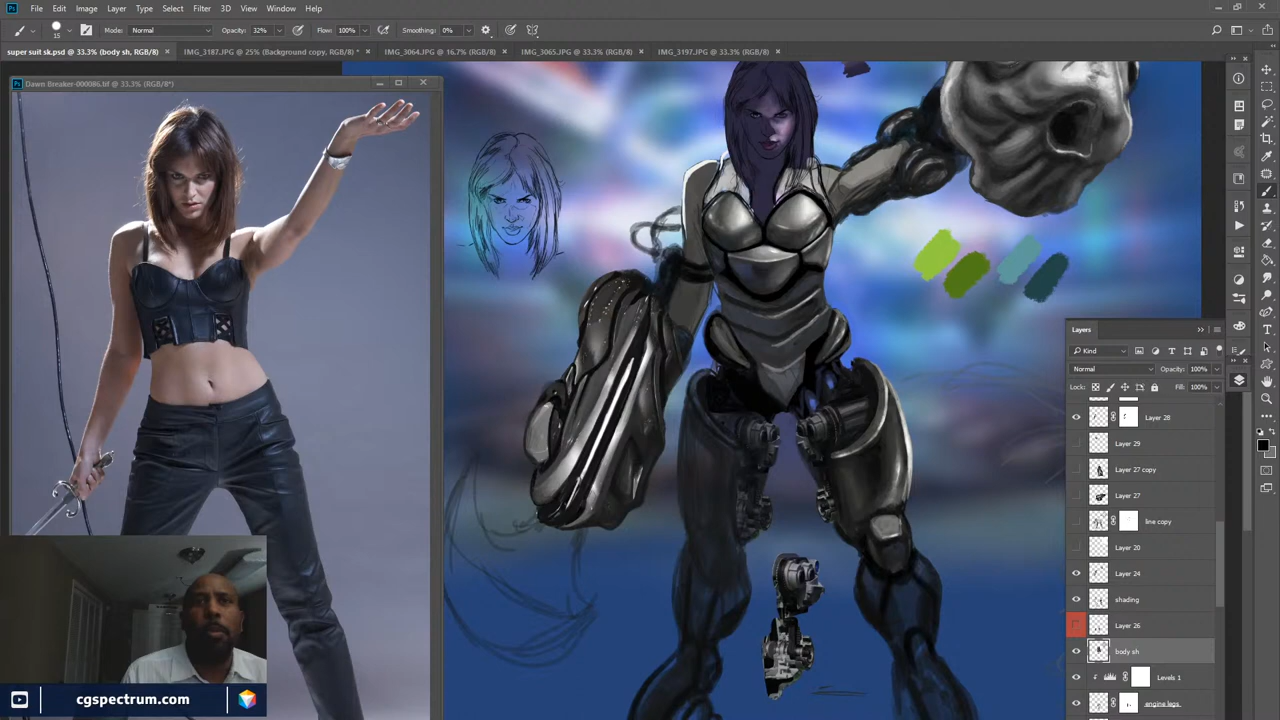 File Edit Image Layer Type Select Filter 3D View Window Help
15 Mode: Normal Opacity: 32% Flow: 100% Smoothing: 0%
super suit sk.psd @ 33.3% (body sh, RGB/8) × IMG_3187.JPG @ 25% (Background copy, RGB/8) * × IMG_3064.JPG @ 16.7% (RGB/8) × IMG_3065.JPG @ 33.3% (RGB/8) × IMG_3197.JPG @ 33.3% (RGB/8) ×
Dawn Breaker-000086.tif @ 33.3% (RGB/8*)
Layers
Kind
Normal Opacity: 100%
Lock: Fill: 100%
Layer 28
Layer 29
Layer 27 copy
Layer 27
line copy
Layer 20
Layer 24
shading
Layer 26
body sh
Levels 1
engine legs
cgspectrum.com